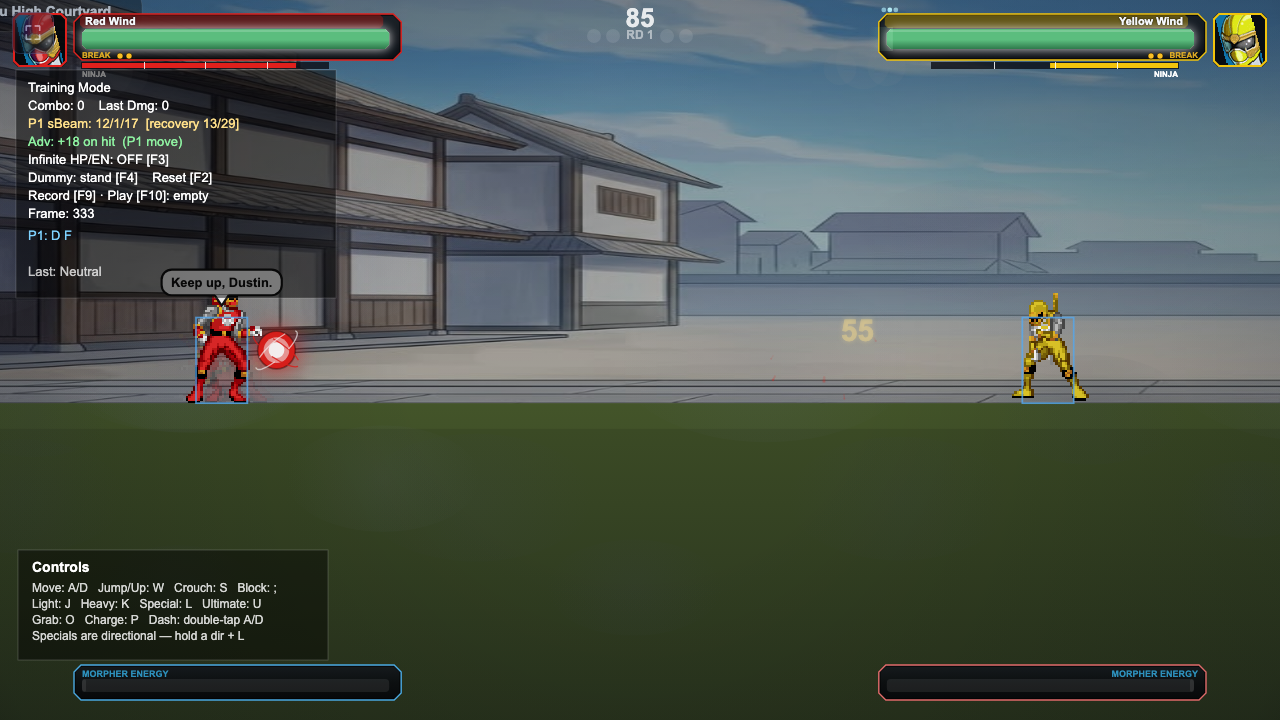 u High Courtyard
Red Wind
BREAK
NINJA
85
RD 1
Yellow Wind
BREAK
NINJA
Training Mode
Combo: 0 Last Dmg: 0
P1 sBeam: 12/1/17 [recovery 13/29]
Adv: +18 on hit (P1 move)
Infinite HP/EN: OFF [F3]
Dummy: stand [F4] Reset [F2]
Record [F9] · Play [F10]: empty
Frame: 333
P1: D F
Last: Neutral
Keep up, Dustin.
55
Controls
Move: A/D Jump/Up: W Crouch: S Block: ;
Light: J Heavy: K Special: L Ultimate: U
Grab: O Charge: P Dash: double-tap A/D
Specials are directional — hold a dir + L
MORPHER ENERGY
MORPHER ENERGY